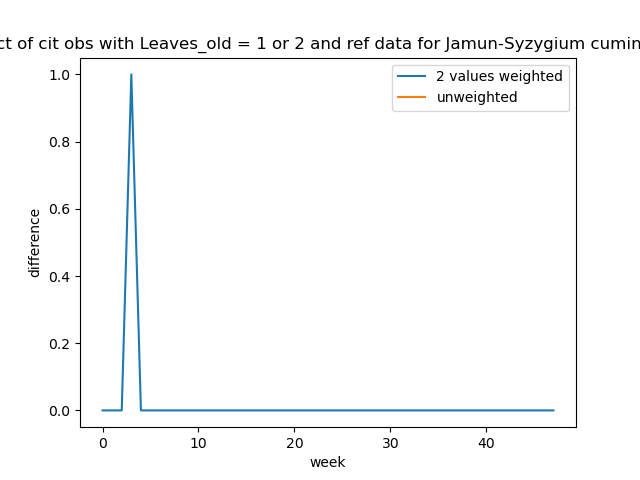 ct of cit obs with Leaves_old = 1 or 2 and ref data for Jamun-Syzygium cumin
2 values weighted
unweighted
1.0
0.8
0.6
0.4
0.2
0.0
difference
0
10
20
30
40
week